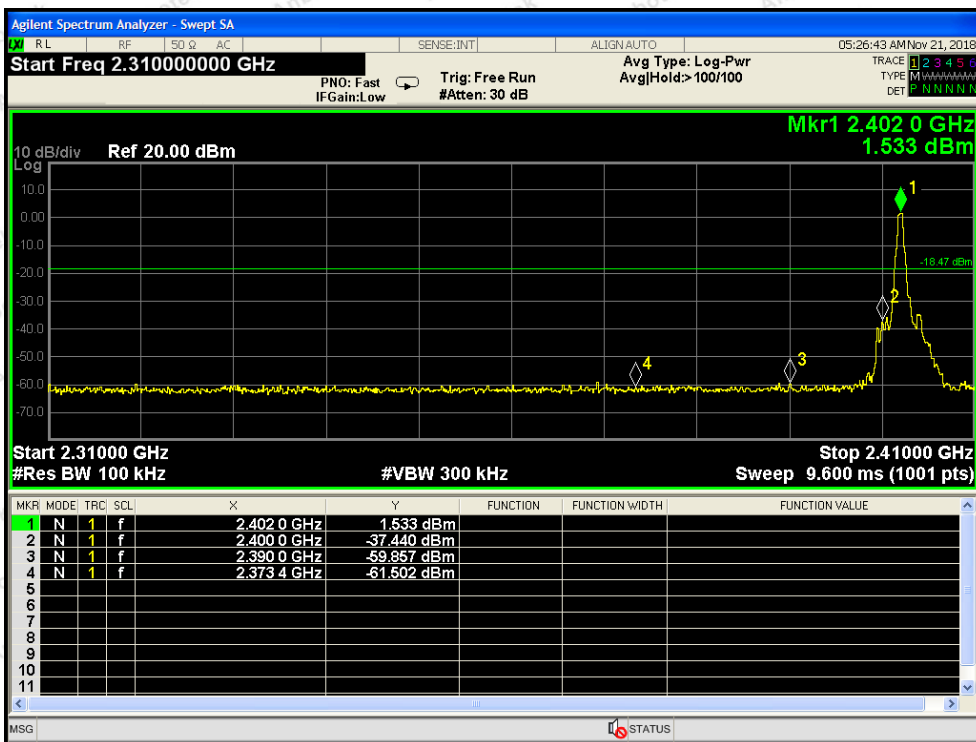 Agilent Spectrum Analyzer - Swept SA
LXI RL RF 50 Ω AC SENSE:INT ALIGN AUTO 05:26:43 AM Nov 21, 2018
Start Freq 2.310000000 GHz
PNO: Fast
IFGain:Low
Trig: Free Run
#Atten: 30 dB
Avg Type: Log-Pwr
Avg|Hold:>100/100
TRACE 1 2 3 4 5 6
TYPE M WWWWW
DET P N N N N N
Mkr1 2.402 0 GHz
1.533 dBm
10 dB/div Ref 20.00 dBm
Log
10.0
0.00
-10.0
-20.0
-30.0
-40.0
-50.0
-60.0
-70.0
1
-18.47 dBm
2
3
4
Start 2.31000 GHz Stop 2.41000 GHz
#Res BW 100 kHz #VBW 300 kHz Sweep 9.600 ms (1001 pts)
MKR MODE TRC SCL X Y FUNCTION FUNCTION WIDTH FUNCTION VALUE
1 N 1 f 2.402 0 GHz 1.533 dBm
2 N 1 f 2.400 0 GHz -37.440 dBm
3 N 1 f 2.390 0 GHz -59.857 dBm
4 N 1 f 2.373 4 GHz -61.502 dBm
5
6
7
8
9
10
11
MSG STATUS